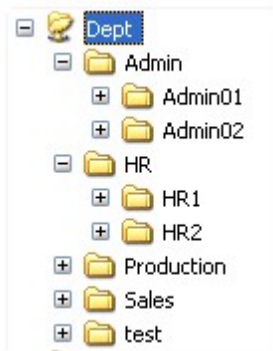 Dept
Admin
Admin01
Admin02
HR
HR1
HR2
Production
Sales
test